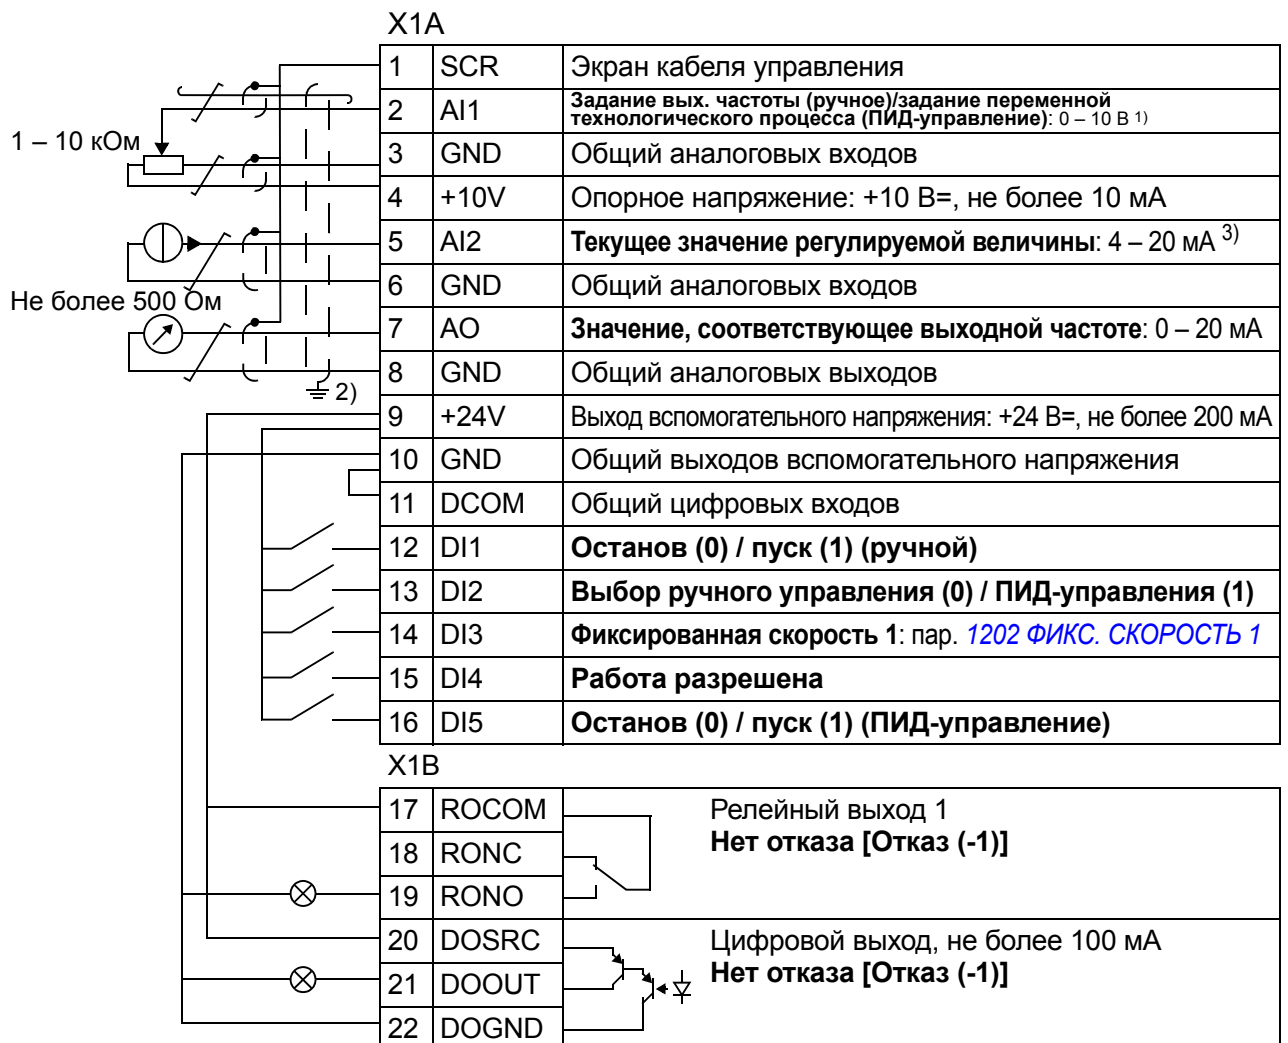 X1A
1 SCR Экран кабеля управления
2 AI1 Задание вых. частоты (ручное)/задание переменной
технологического процесса (ПИД-управление): 0 – 10 В 1)
1 – 10 кОм
3 GND Общий аналоговых входов
4 +10V Опорное напряжение: +10 В=, не более 10 мА
5 AI2 Текущее значение регулируемой величины: 4 – 20 мА 3)
6 GND Общий аналоговых входов
Не более 500 Ом
7 AO Значение, соответствующее выходной частоте: 0 – 20 мА
8 GND Общий аналоговых выходов
2)
9 +24V Выход вспомогательного напряжения: +24 В=, не более 200 мА
10 GND Общий выходов вспомогательного напряжения
11 DCOM Общий цифровых входов
12 DI1 Останов (0) / пуск (1) (ручной)
13 DI2 Выбор ручного управления (0) / ПИД-управления (1)
14 DI3 Фиксированная скорость 1: пар. 1202 ФИКС. СКОРОСТЬ 1
15 DI4 Работа разрешена
16 DI5 Останов (0) / пуск (1) (ПИД-управление)
X1B
17 ROCOM Релейный выход 1
Нет отказа [Отказ (-1)]
18 RONC
19 RONO
20 DOSRC Цифровой выход, не более 100 мА
Нет отказа [Отказ (-1)]
21 DOOUT
22 DOGND